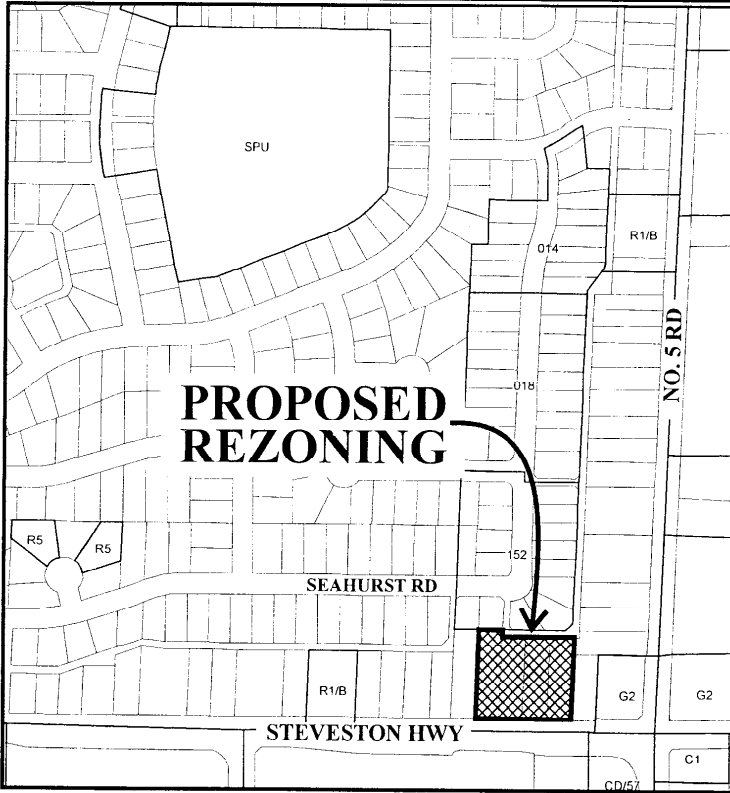 SPU
014
R1/B
NO. 5 RD
018
PROPOSED
REZONING
R5
R5
152
SEAHURST RD
R1/B
G2
G2
STEVESTON HWY
C1
CD/57